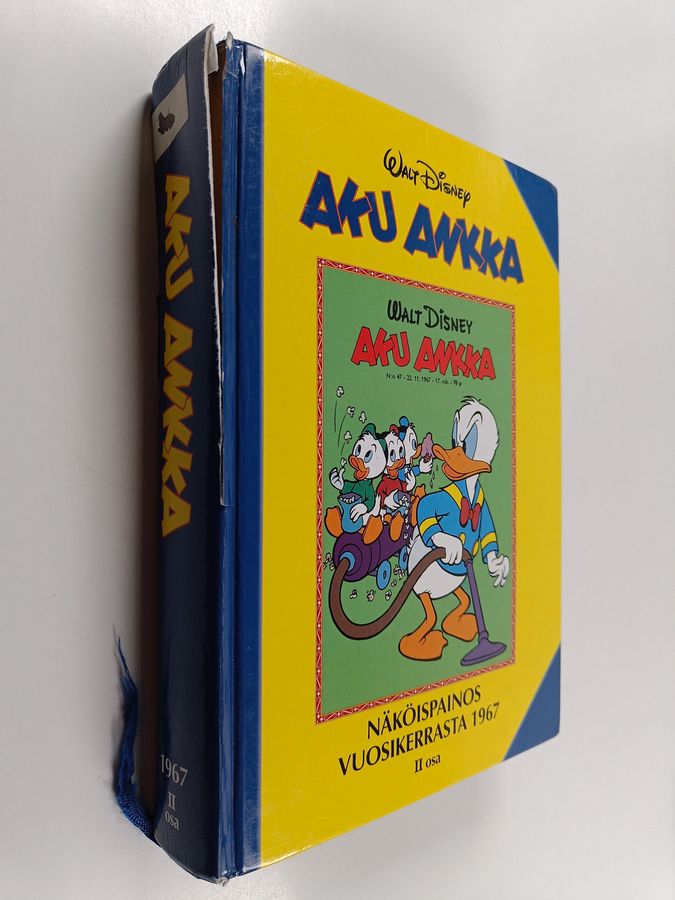 AKU ANKKA
1967
II
osa
WALT DISNEY
AKU ANKKA
WALT DISNEY
AKU ANKKA
N:o 47 - 22. 11. 1967 - 17. vsk. - 70 p
NÄKÖISPAINOS
VUOSIKERRASTA 1967
II osa